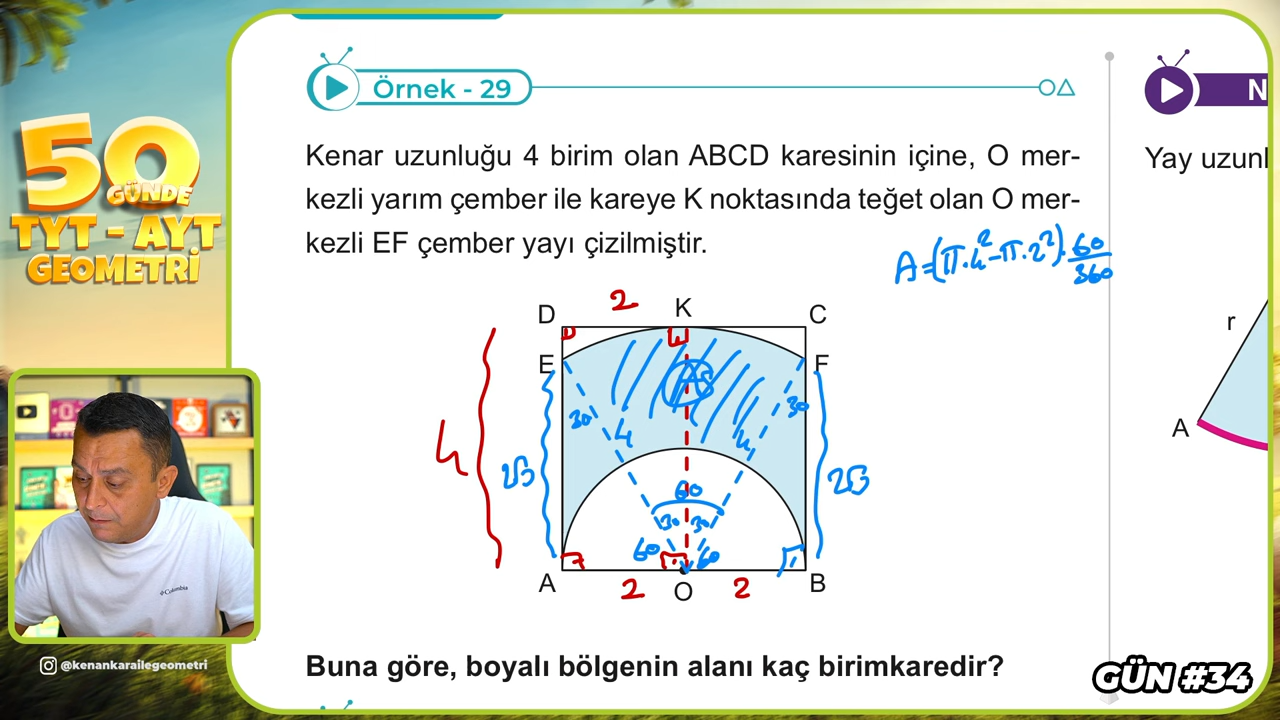 50
GÜNDE
TYT - AYT
GEOMETRİ
@kenankarailegeometri
Columbia
Örnek - 29
Kenar uzunluğu 4 birim olan ABCD karesinin içine, O mer-
kezli yarım çember ile kareye K noktasında teğet olan O mer-
kezli EF çember yayı çizilmiştir.
A=(π.4²-π.2²).60/360
2
D K C
E F
A
30 30
4 4
4
2√3 2√3
60
30 30
60 60
A O B
2 2
Buna göre, boyalı bölgenin alanı kaç birimkaredir?
N
Yay uzunl
r
A
GÜN #34